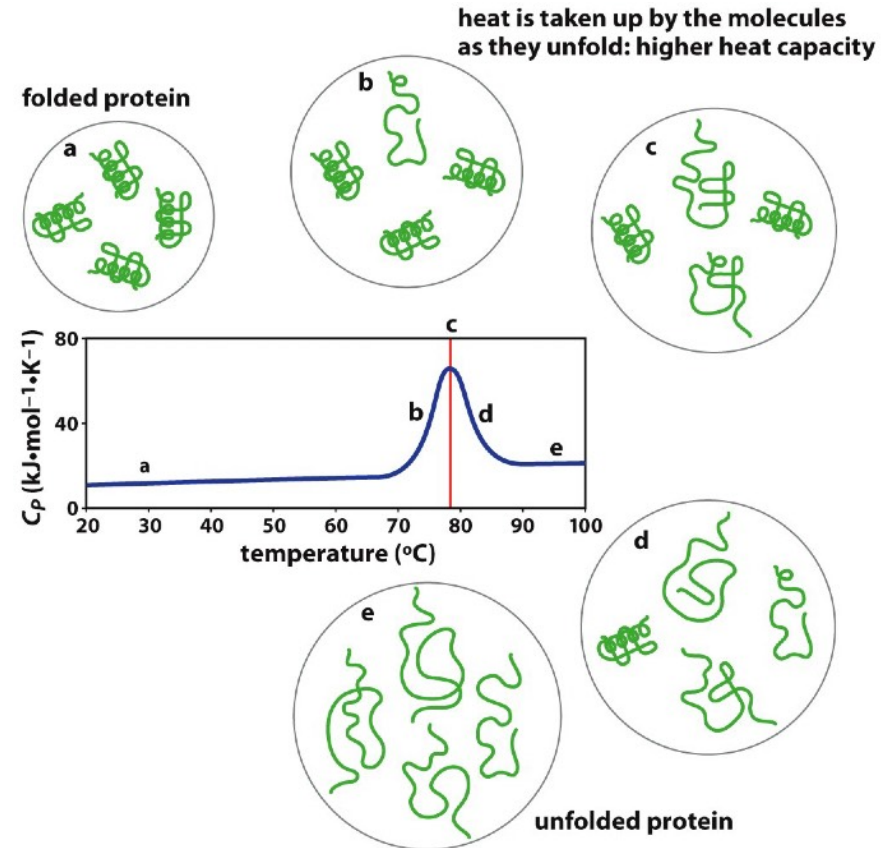 heat is taken up by the molecules
as they unfold: higher heat capacity
folded protein
a
b
c
c
80
40
0
C_P (kJ•mol⁻¹•K⁻¹)
a
b
d
e
20 30 40 50 60 70 80 90 100
temperature (ºC)
d
e
unfolded protein